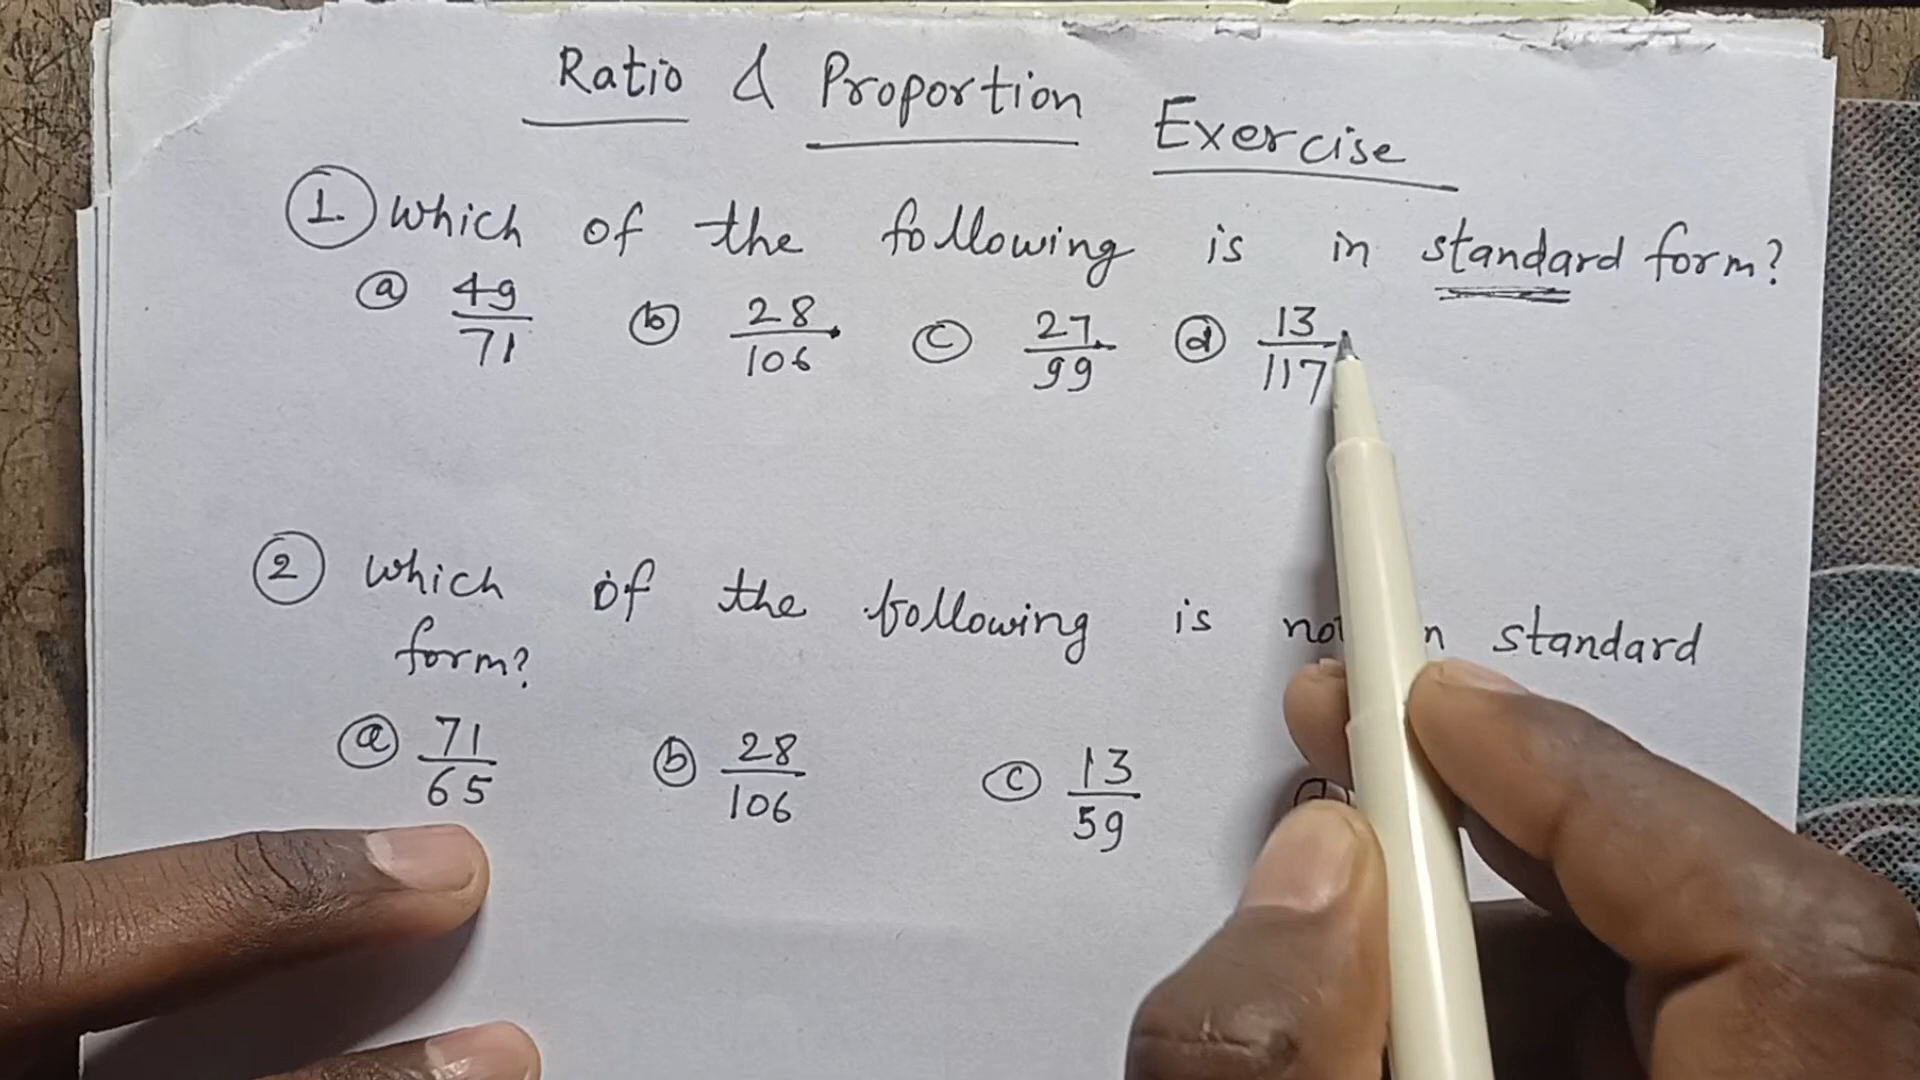 Ratio & Proportion Exercise
1. Which of the following is in standard form?
a 49/71 b 28/106 c 27/99 d 13/117
2 which of the following is standard
form?
a 71/65 b 28/106 c 13/59